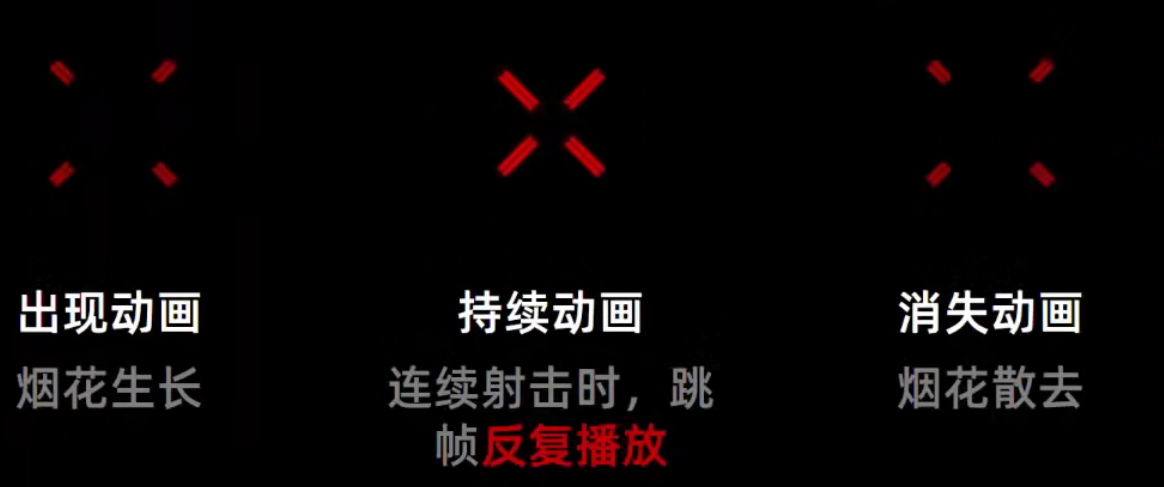 出现动画
烟花生长
持续动画
连续射击时，跳
帧反复播放
消失动画
烟花散去